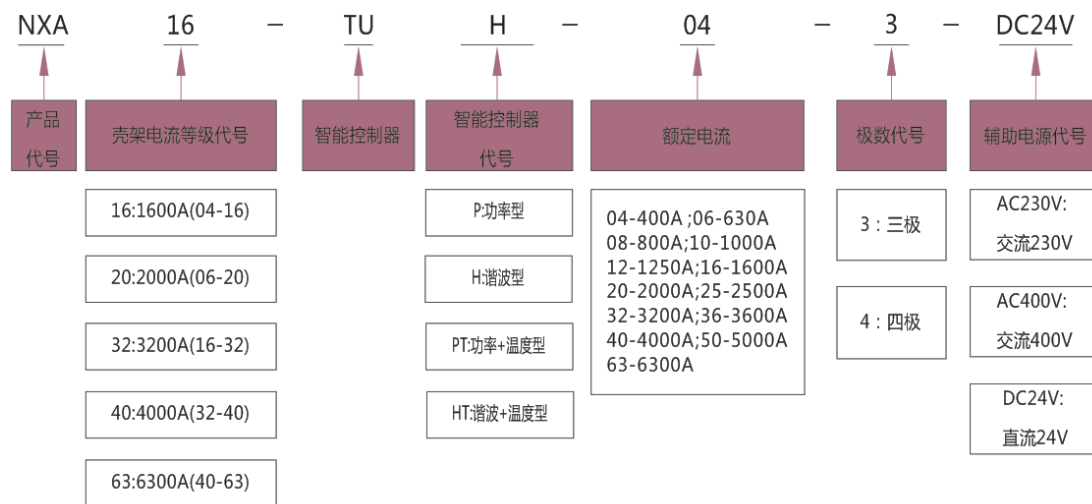 NXA 16 - TU H - 04 - 3 - DC24V
产品
代号
壳架电流等级代号
智能控制器
智能控制器
代号
额定电流
极数代号
辅助电源代号
16:1600A(04-16)
20:2000A(06-20)
32:3200A(16-32)
40:4000A(32-40)
63:6300A(40-63)
P:功率型
H:谐波型
PT:功率+温度型
HT:谐波+温度型
04-400A ;06-630A
08-800A;10-1000A
12-1250A;16-1600A
20-2000A;25-2500A
32-3200A;36-3600A
40-4000A;50-5000A
63-6300A
3：三极
4：四极
AC230V:
交流230V
AC400V:
交流400V
DC24V:
直流24V